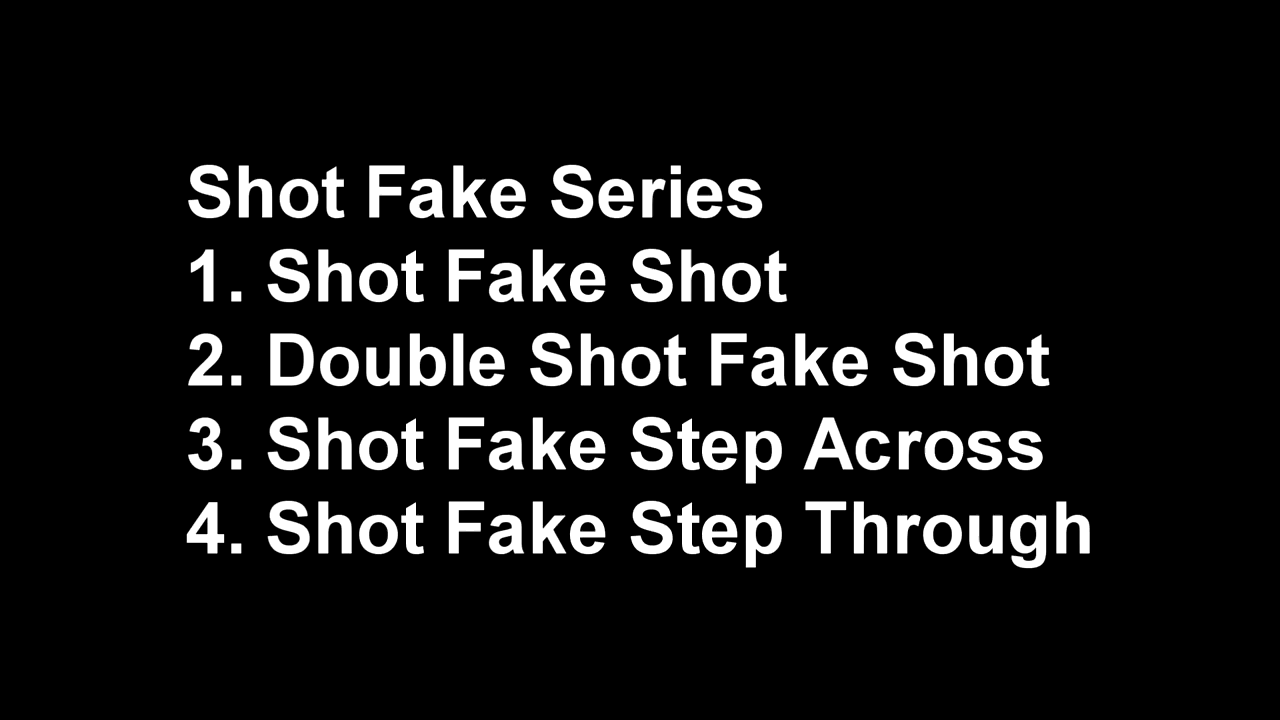 Shot Fake Series
1. Shot Fake Shot
2. Double Shot Fake Shot
3. Shot Fake Step Across
4. Shot Fake Step Through